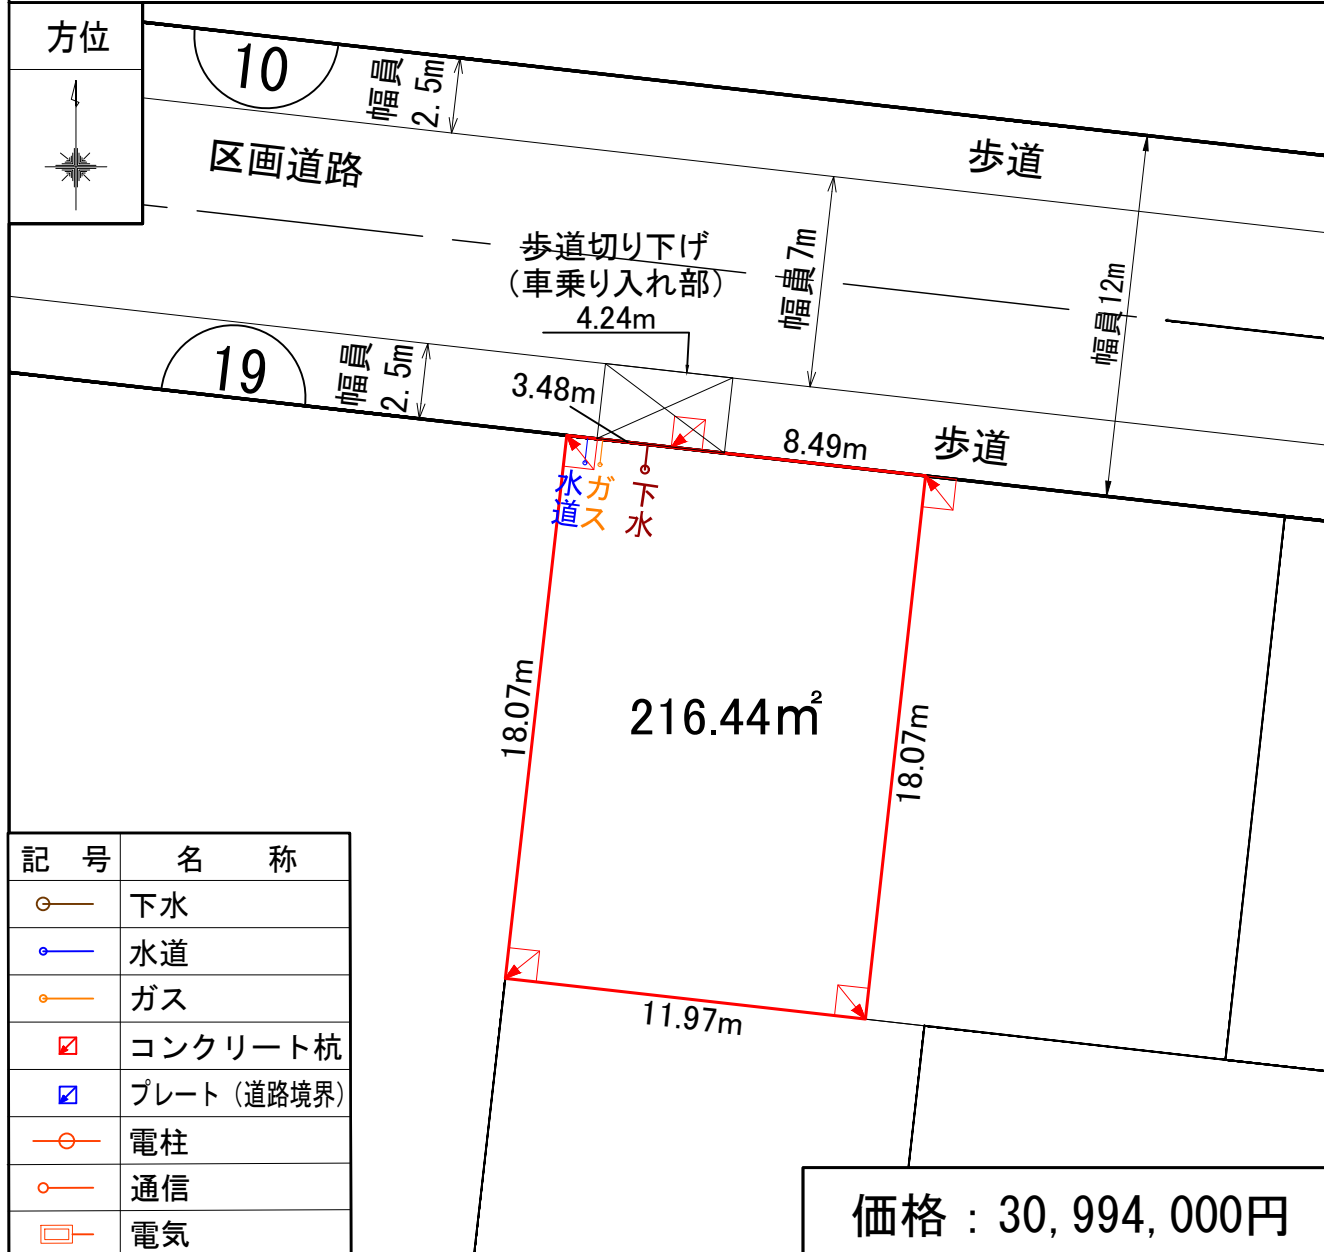 方位
10
幅員
2.5m
歩道
区画道路
歩道切り下げ
(車乗り入れ部)
4.24m
幅員7m
幅員12m
19
幅員
2.5m
3.48m
8.49m
歩道
水道
ガス
下水
18.07m
216.44㎡
18.07m
11.97m
記 号 名 称
下水
水道
ガス
コンクリート杭
プレート(道路境界)
電柱
通信
電気
価格:30,994,000円